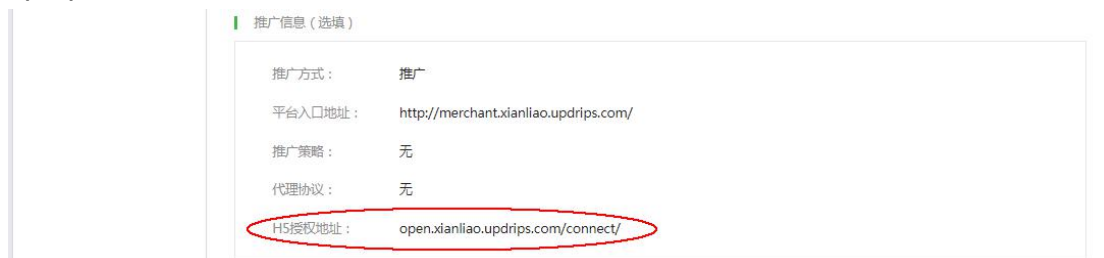 推广信息（选填）
推广方式： 推广
平台入口地址： http://merchant.xianliao.updrips.com/
推广策略： 无
代理协议： 无
H5授权地址： open.xianliao.updrips.com/connect/